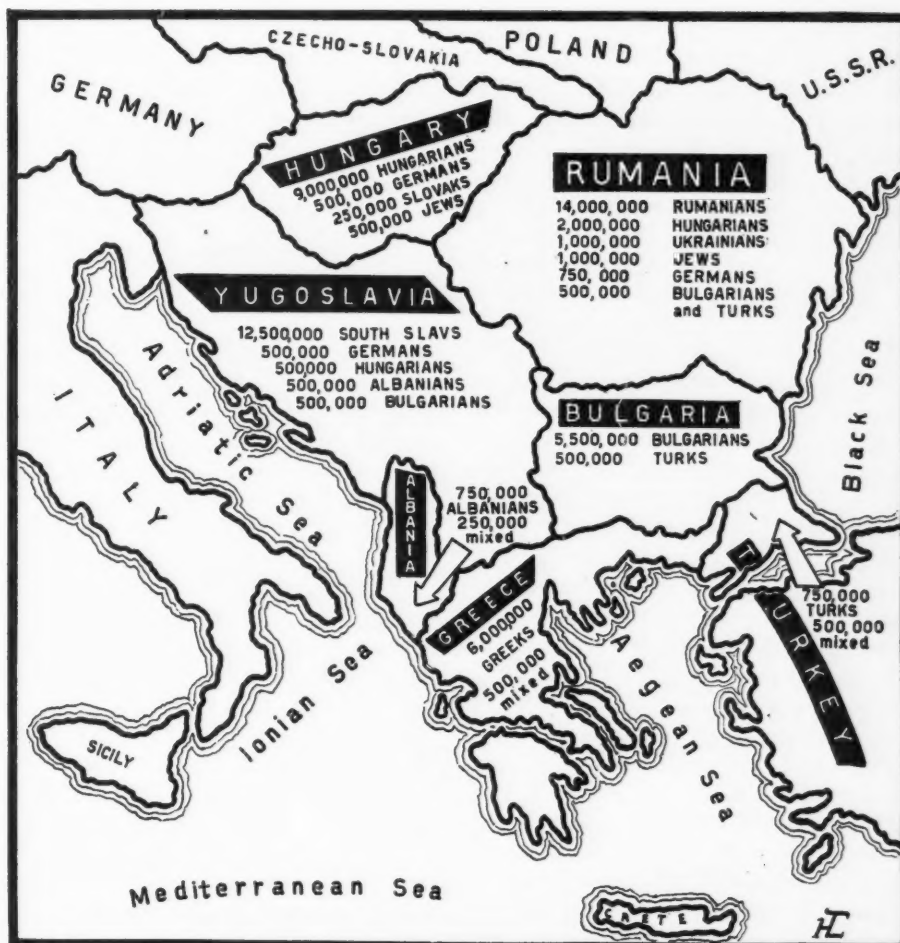 CZECHO-SLOVAKIA
POLAND
U.S.S.R.
GERMANY
HUNGARY
9,000,000 HUNGARIANS
500,000 GERMANS
250,000 SLOVAKS
500,000 JEWS
RUMANIA
14,000,000 RUMANIANS
2,000,000 HUNGARIANS
1,000,000 UKRAINIANS
1,000,000 JEWS
750,000 GERMANS
500,000 BULGARIANS
and TURKS
YUGOSLAVIA
12,500,000 SOUTH SLAVS
500,000 GERMANS
500,000 HUNGARIANS
500,000 ALBANIANS
500,000 BULGARIANS
ITALY
Adriatic Sea
BULGARIA
5,500,000 BULGARIANS
500,000 TURKS
Black Sea
ALBANIA
750,000
ALBANIANS
250,000
mixed
GREECE
6,000,000
GREEKS
500,000
mixed
TURKEY
750,000
TURKS
500,000
mixed
Aegean Sea
Ionian Sea
SICILY
Mediterranean Sea
CRETE